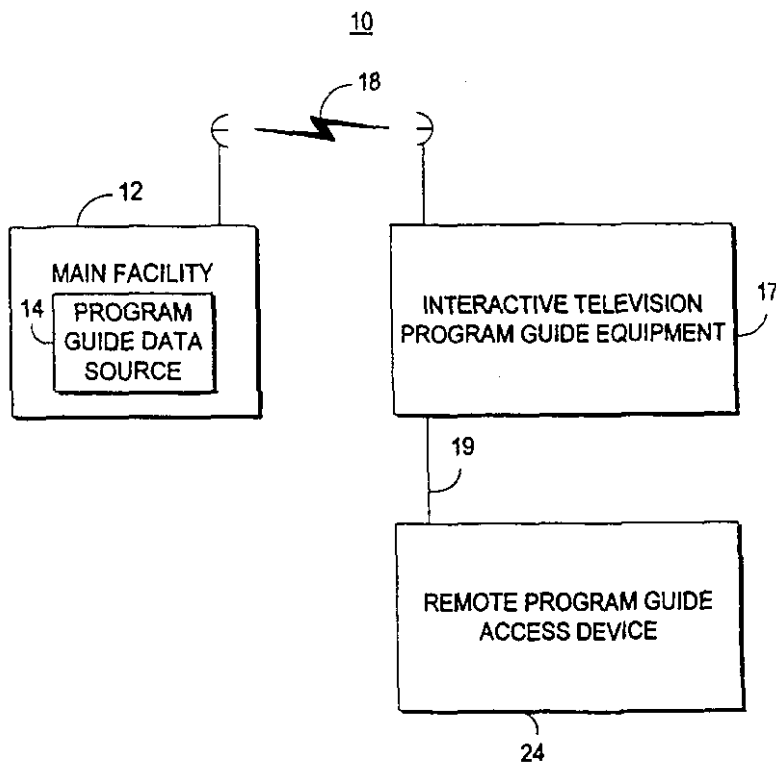 10
18
12
MAIN FACILITY
14
PROGRAM
GUIDE DATA
SOURCE
INTERACTIVE TELEVISION
PROGRAM GUIDE EQUIPMENT
17
19
REMOTE PROGRAM GUIDE
ACCESS DEVICE
24